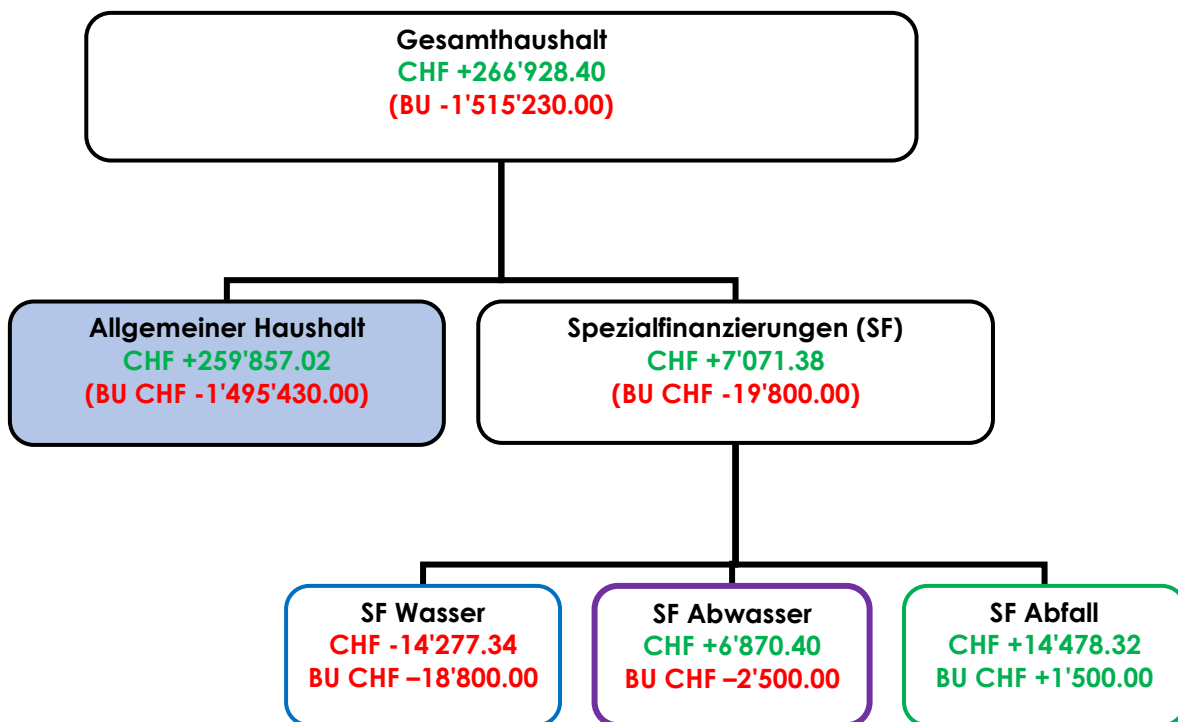 Gesamthaushalt
CHF +266'928.40
(BU -1'515'230.00)
Allgemeiner Haushalt
CHF +259'857.02
(BU CHF -1'495'430.00)
Spezialfinanzierungen (SF)
CHF +7'071.38
(BU CHF -19'800.00)
SF Wasser
CHF -14'277.34
BU CHF –18'800.00
SF Abwasser
CHF +6'870.40
BU CHF –2'500.00
SF Abfall
CHF +14'478.32
BU CHF +1'500.00